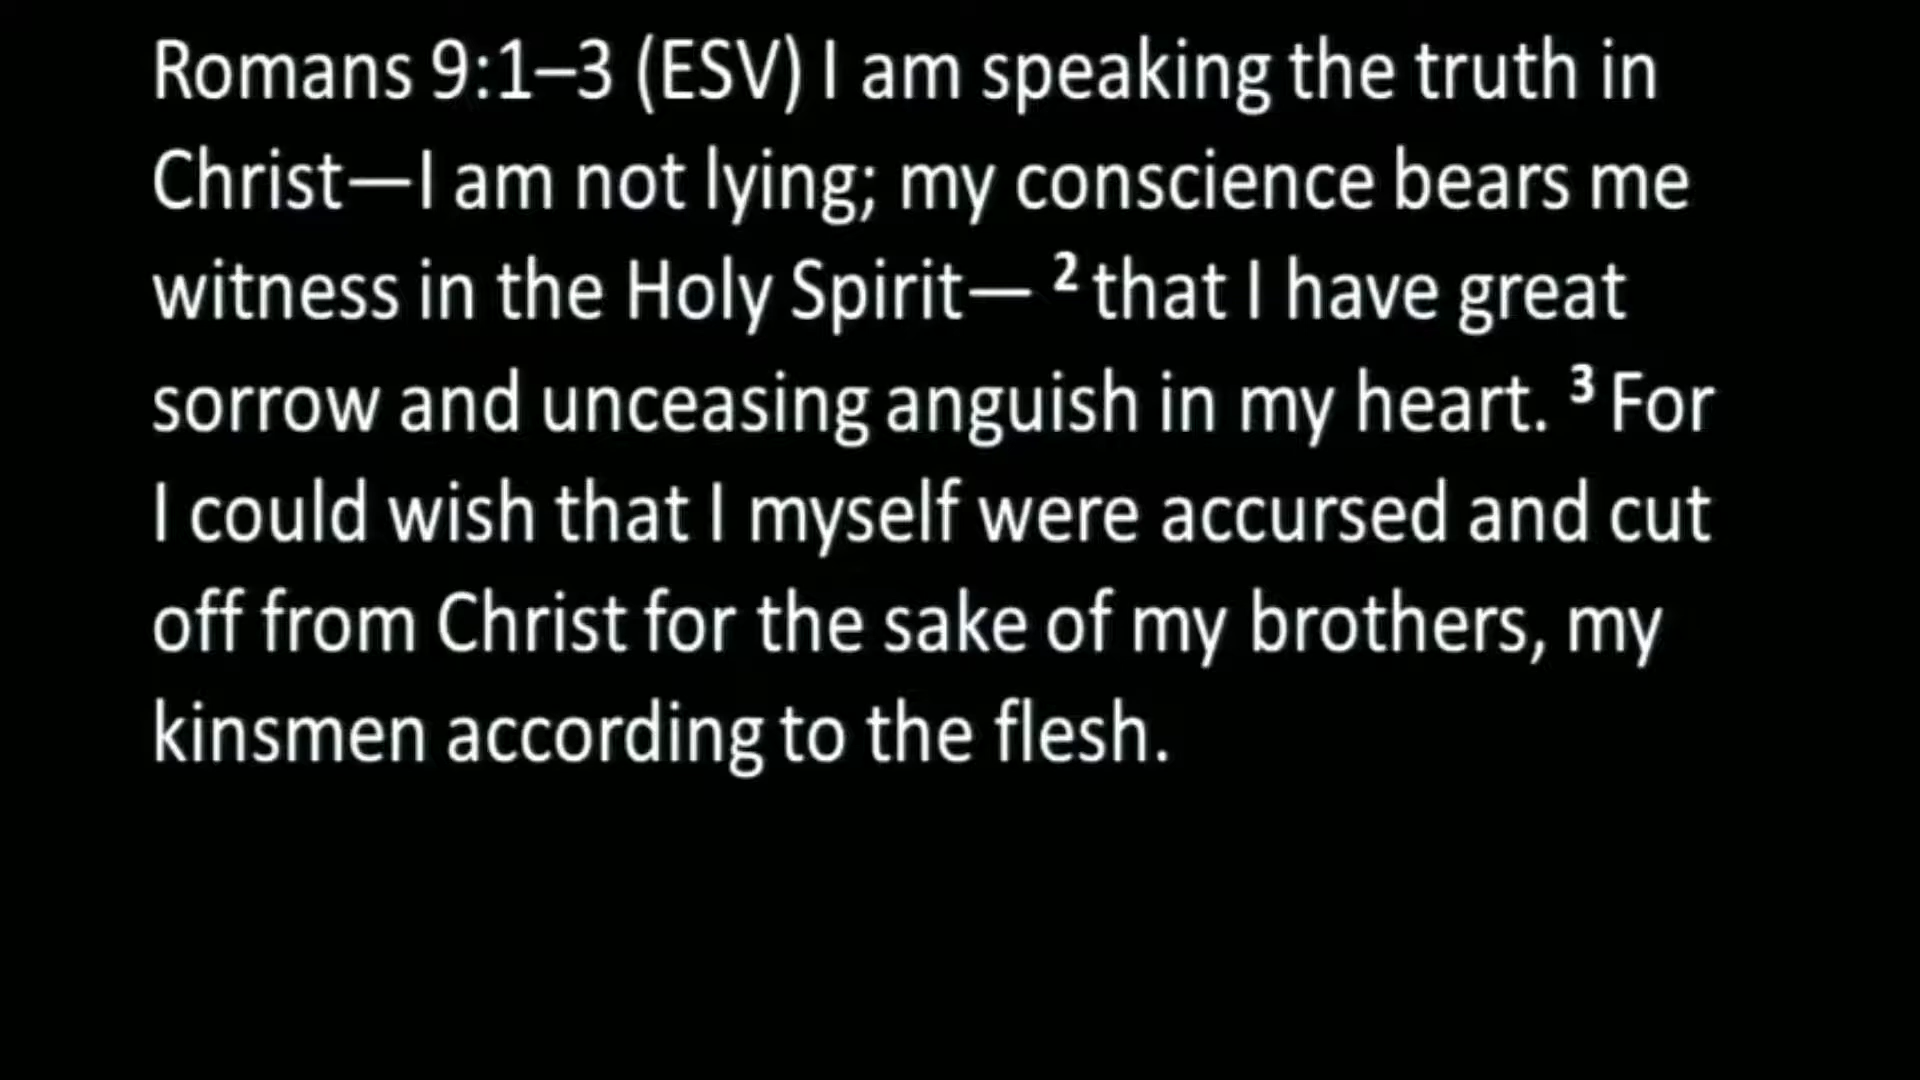 Romans 9:1–3 (ESV) I am speaking the truth in
Christ—I am not lying; my conscience bears me
witness in the Holy Spirit— ² that I have great
sorrow and unceasing anguish in my heart. ³ For
I could wish that I myself were accursed and cut
off from Christ for the sake of my brothers, my
kinsmen according to the flesh.